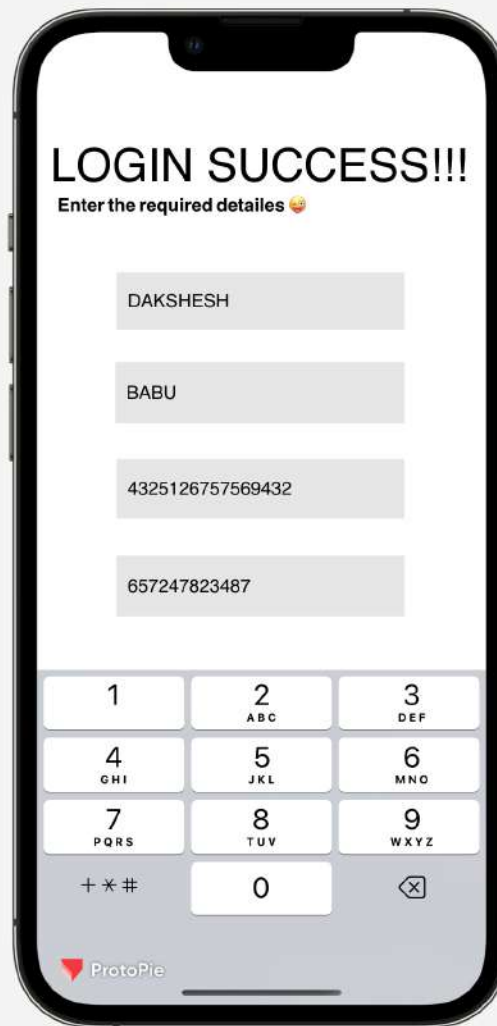 LOGIN SUCCESS!!!
Enter the required detailes 😜
DAKSHESH
BABU
4325126757569432
657247823487
1 2 3
ABC DEF
4 5 6
GHI JKL MNO
7 8 9
PQRS TUV WXYZ
+*# 0
ProtoPie